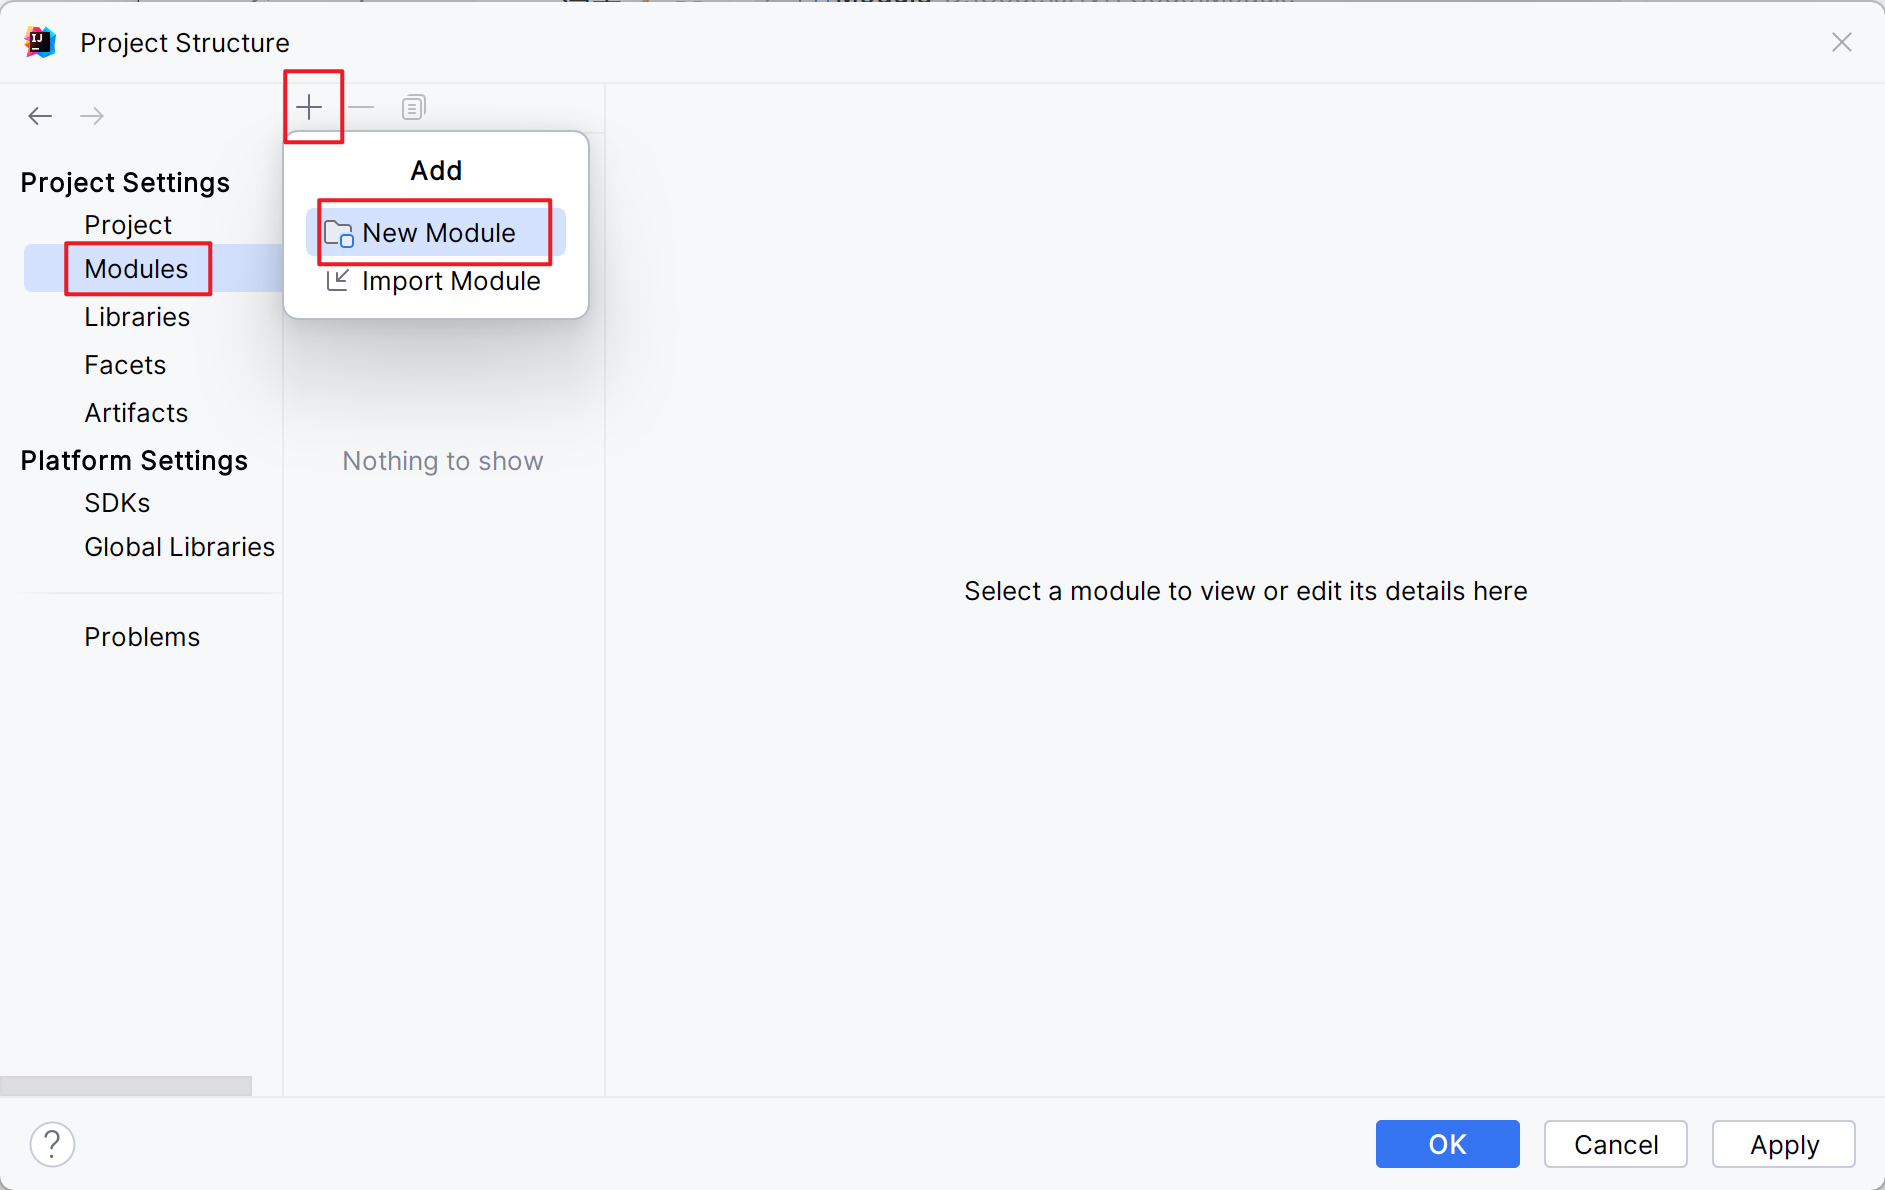 Project Structure
Project Settings
Project
Modules
Libraries
Facets
Artifacts
Platform Settings
SDKs
Global Libraries
Problems
Add
New Module
Import Module
Nothing to show
Select a module to view or edit its details here
?
OK
Cancel
Apply